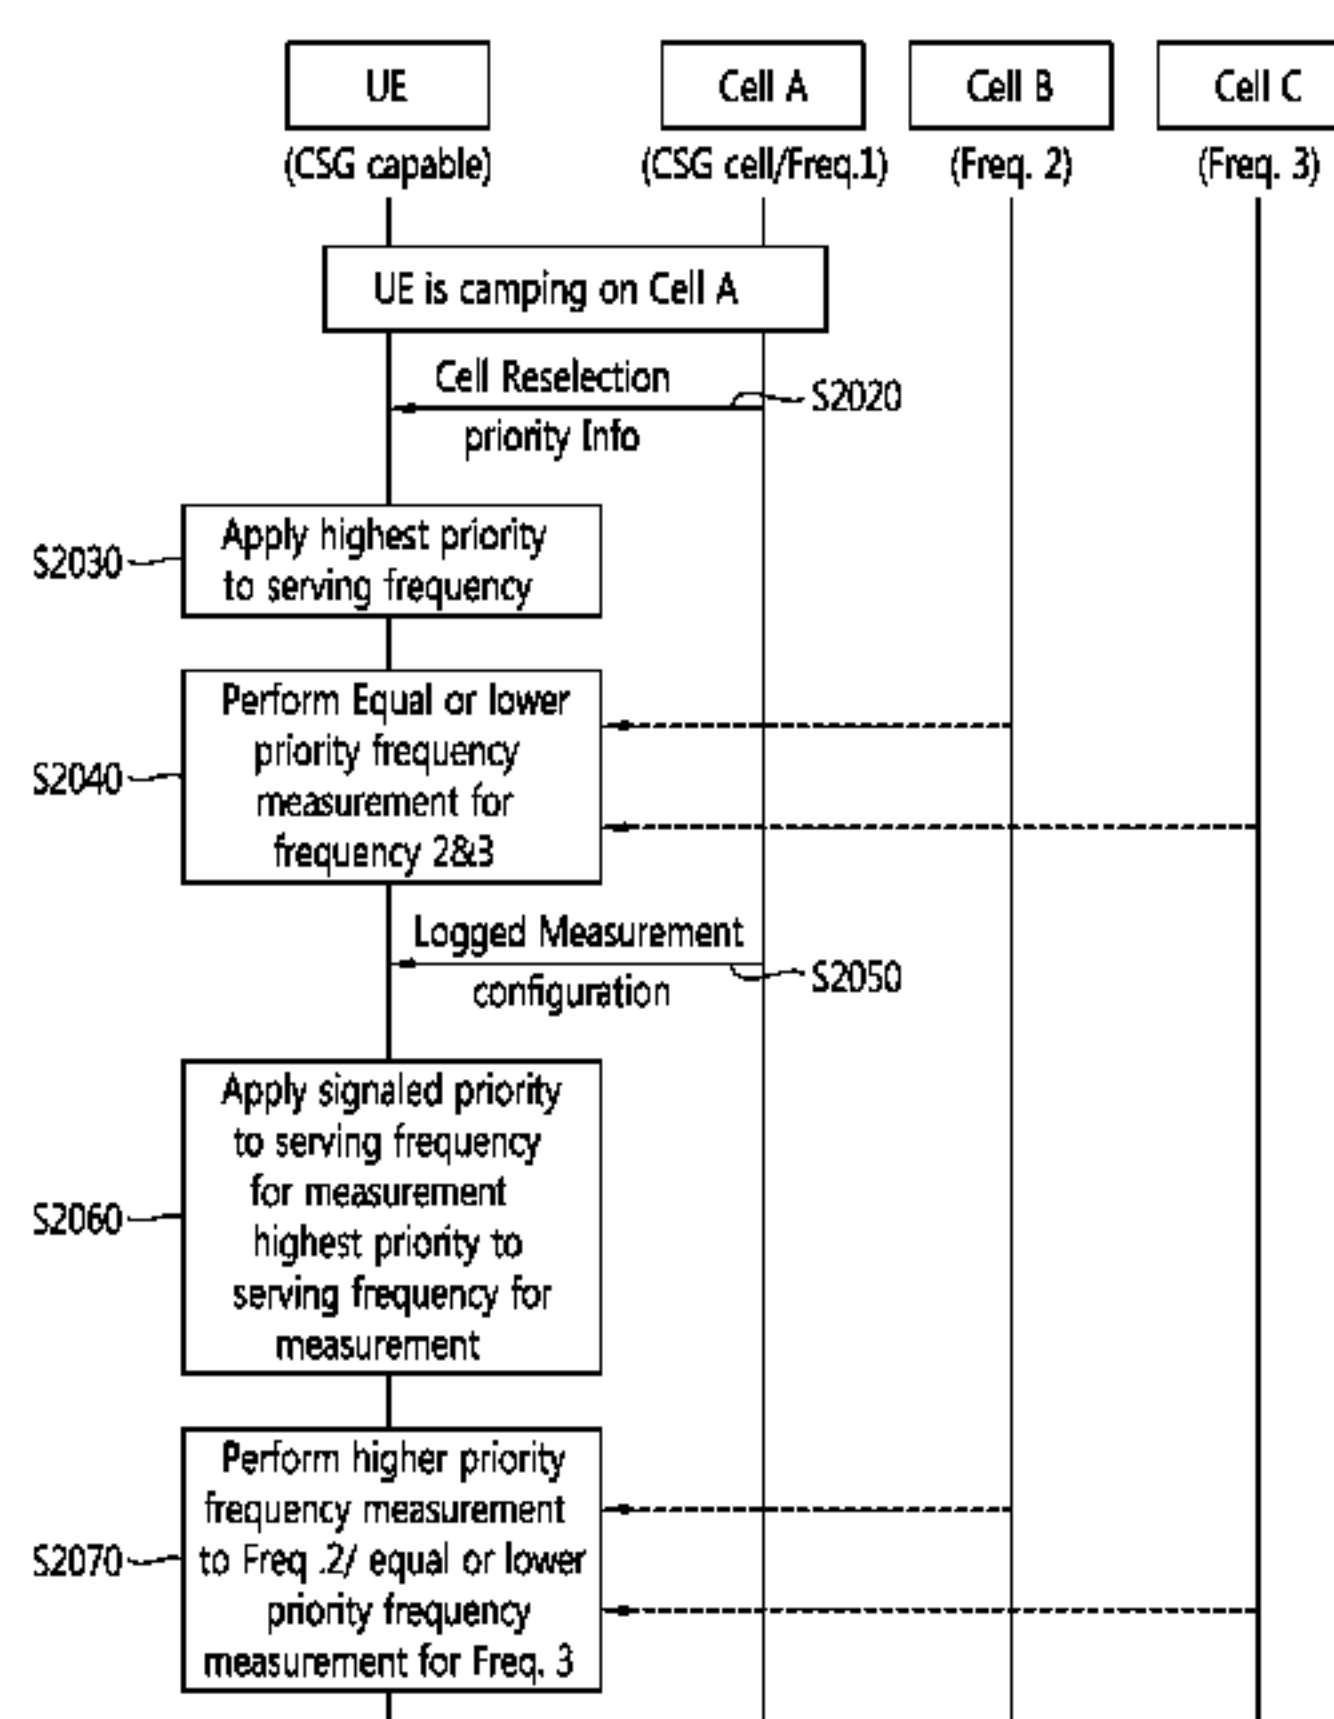 UE
Cell A
Cell B
Cell C
(CSG capable)
(CSG cell/Freq.1)
(Freq. 2)
(Freq. 3)
UE is camping on Cell A
Cell Reselection
priority Info
S2020
S2030
Apply highest priority
to serving frequency
S2040
Perform Equal or lower
priority frequency
measurement for
frequency 2&3
Logged Measurement
configuration
S2050
S2060
Apply signaled priority
to serving frequency
for measurement
highest priority to
serving frequency for
measurement
S2070
Perform higher priority
frequency measurement
to Freq .2/ equal or lower
priority frequency
measurement for Freq. 3